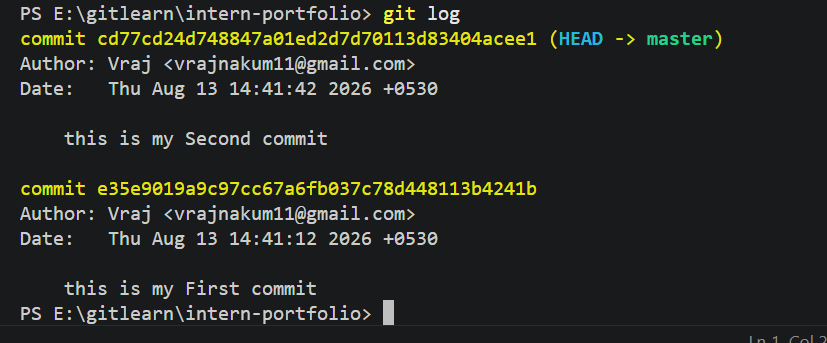 PS E:\gitlearn\intern-portfolio> git log
commit cd77cd24d748847a01ed2d7d70113d83404acee1 (HEAD -> master)
Author: Vraj <vrajnakum11@gmail.com>
Date:   Thu Aug 13 14:41:42 2026 +0530
    this is my Second commit
commit e35e9019a9c97cc67a6fb037c78d448113b4241b
Author: Vraj <vrajnakum11@gmail.com>
Date:   Thu Aug 13 14:41:12 2026 +0530
    this is my First commit
PS E:\gitlearn\intern-portfolio>
Ln 1, Col